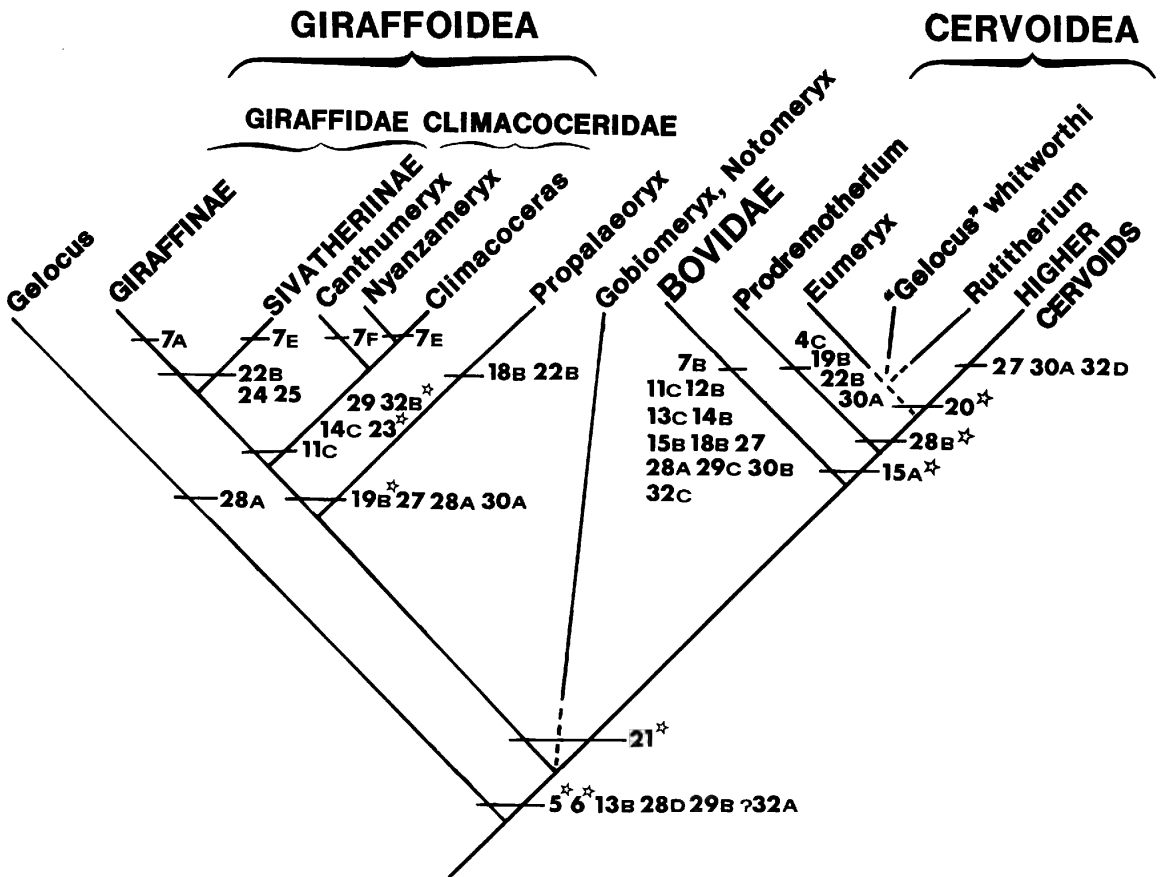 GIRAFFOIDEA
CERVOIDEA
GIRAFFIDAE CLIMACOCERIDAE
Gelocus
GIRAFFINAE
SIVATHERIINAE
Canthumeryx
Nyanzameryx
Climacoceras
Propalaeoryx
Gobiomeryx, Notomeryx
BOVIDAE
Prodremotherium
Eumeryx
"Gelocus" whitworthi
Rutitherium
HIGHER
CERVOIDS
7A
7E
7F
7E
22B
24 25
18B 22B
29 32B☆
14C 23☆
11C
28A
19B☆ 27 28A 30A
7B
11C 12B
13C 14B
15B 18B 27
28A 29C 30B
32C
4C
19B
22B
30A
27 30A 32D
20☆
28B☆
15A☆
21☆
5☆ 6☆ 13B 28D 29B ?32A